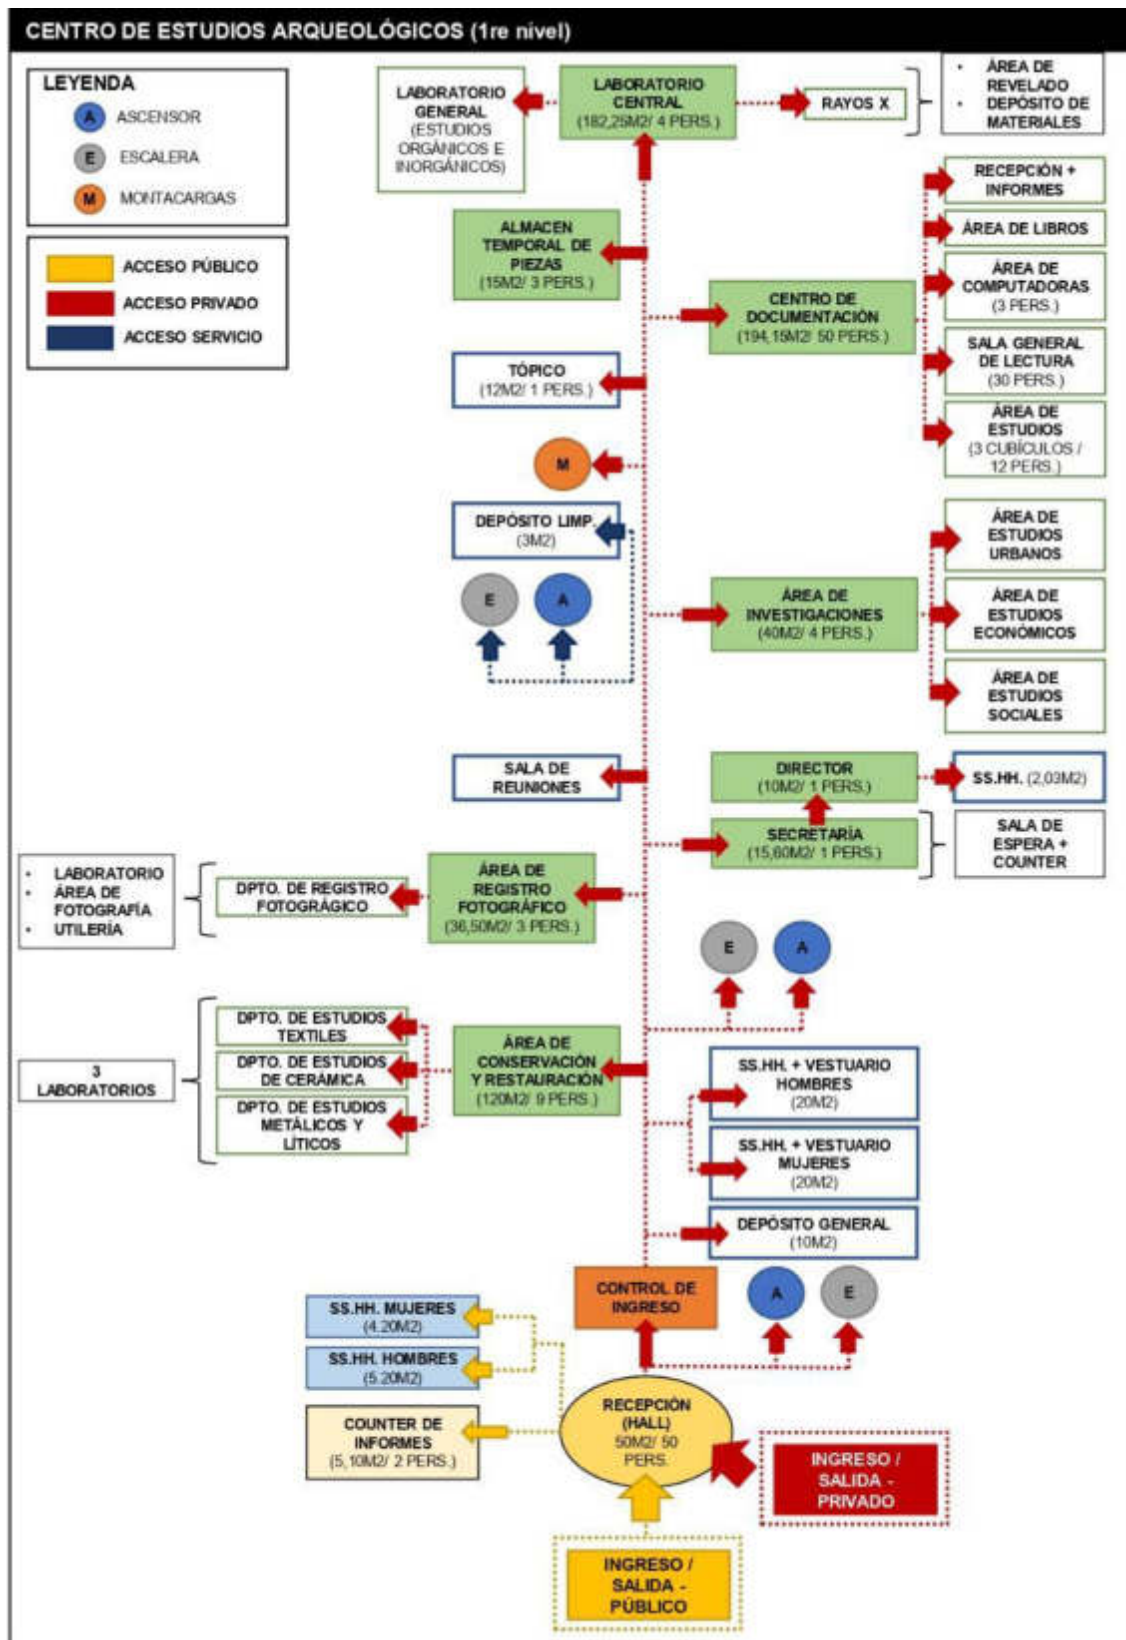 CENTRO DE ESTUDIOS ARQUEOLÓGICOS (1re nivel)
LEYENDA
A ASCENSOR
E ESCALERA
M MONTACARGAS
ACCESO PÚBLICO
ACCESO PRIVADO
ACCESO SERVICIO
LABORATORIO
GENERAL
(ESTUDIOS
ORGÁNICOS E
INORGÁNICOS)
LABORATORIO
CENTRAL
(182,25M2/ 4 PERS.)
RAYOS X
• ÁREA DE
REVELADO
• DEPÓSITO DE
MATERIALES
ALMACEN
TEMPORAL DE
PIEZAS
(15M2/ 3 PERS.)
CENTRO DE
DOCUMENTACIÓN
(194,15M2/ 50 PERS.)
RECEPCIÓN +
INFORMES
ÁREA DE LIBROS
ÁREA DE
COMPUTADORAS
(3 PERS.)
SALA GENERAL
DE LECTURA
(30 PERS.)
ÁREA DE
ESTUDIOS
(3 CUBÍCULOS /
12 PERS.)
TÓPICO
(12M2/ 1 PERS.)
M
DEPÓSITO LIMP.
(3M2)
E
A
ÁREA DE
INVESTIGACIONES
(40M2/ 4 PERS.)
ÁREA DE
ESTUDIOS
URBANOS
ÁREA DE
ESTUDIOS
ECONÓMICOS
ÁREA DE
ESTUDIOS
SOCIALES
SALA DE
REUNIONES
DIRECTOR
(10M2/ 1 PERS.)
SS.HH. (2,03M2)
SECRETARÍA
(15,60M2/ 1 PERS.)
SALA DE
ESPERA +
COUNTER
• LABORATORIO
• ÁREA DE
FOTOGRAFÍA
• UTILERÍA
DPTO. DE REGISTRO
FOTOGRÁGICO
ÁREA DE
REGISTRO
FOTOGRÁFICO
(36,50M2/ 3 PERS.)
E
A
3
LABORATORIOS
DPTO. DE ESTUDIOS
TEXTILES
DPTO. DE ESTUDIOS
DE CERÁMICA
DPTO. DE ESTUDIOS
METÁLICOS Y
LÍTICOS
ÁREA DE
CONSERVACIÓN
Y RESTAURACIÓN
(120M2/ 9 PERS.)
SS.HH. + VESTUARIO
HOMBRES
(20M2)
SS.HH. + VESTUARIO
MUJERES
(20M2)
DEPÓSITO GENERAL
(10M2)
CONTROL DE
INGRESO
A
E
SS.HH. MUJERES
(4.20M2)
SS.HH. HOMBRES
(5.20M2)
COUNTER DE
INFORMES
(5,10M2/ 2 PERS.)
RECEPCIÓN
(HALL)
50M2/ 50
PERS.
INGRESO /
SALIDA -
PRIVADO
INGRESO /
SALIDA -
PÚBLICO